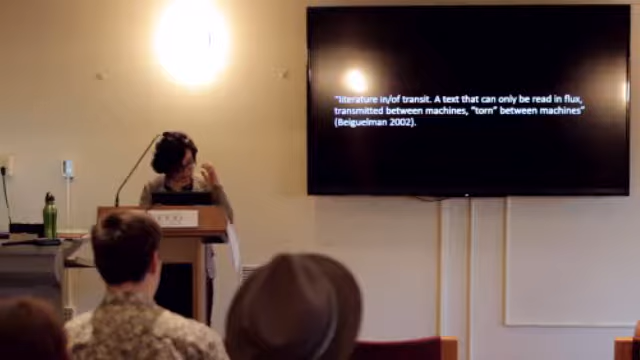 "literature in/of transit. A text that can only be read in flux,
transmitted between machines, "torn" between machines"
(Beiguelman 2002).